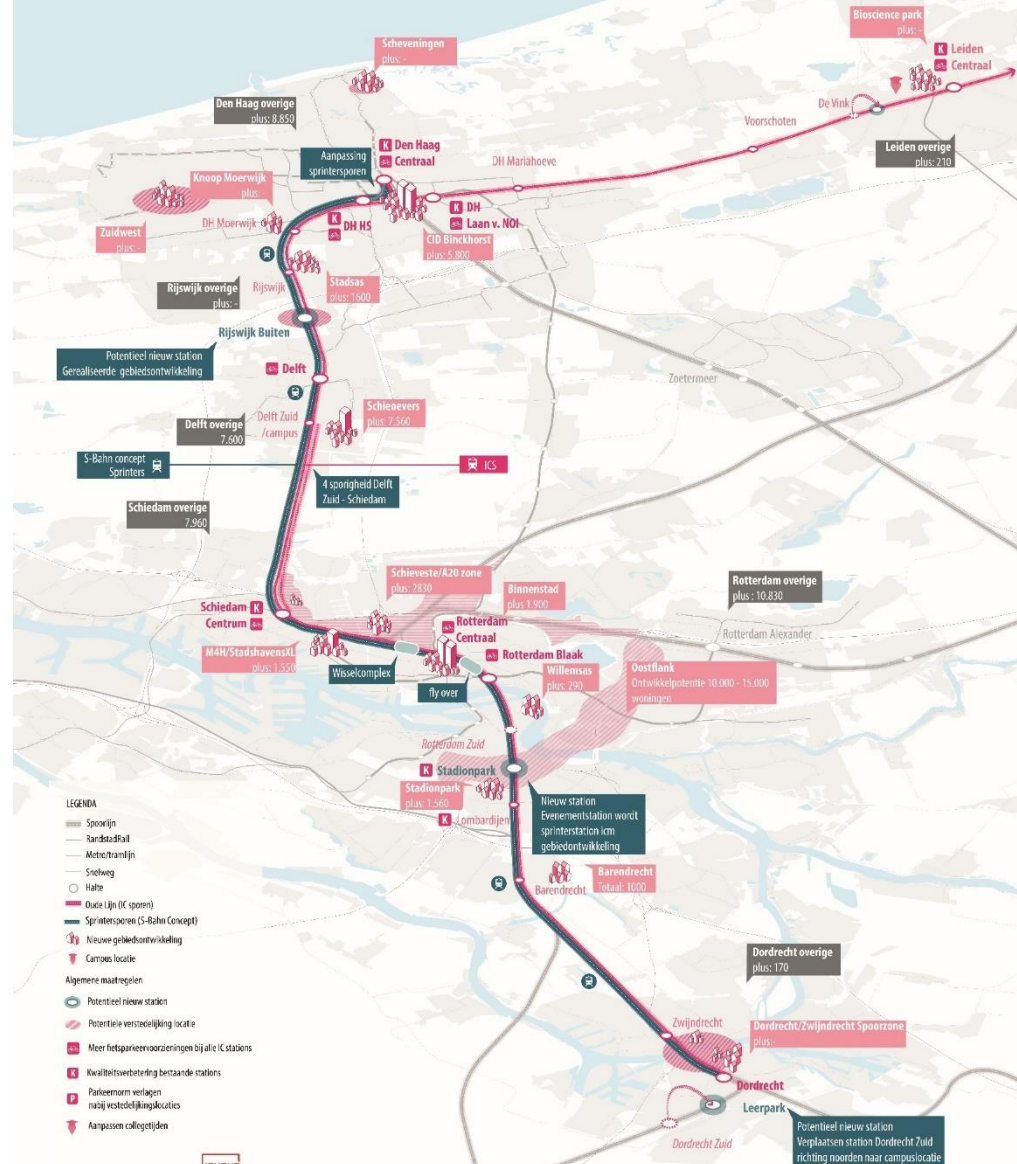 Bioscience park
plus: -
K Leiden
Centraal
Scheveningen
plus: -
De Vink
Den Haag overige
plus: 8.850
Voorschoten
K Den Haag
Centraal
Aanpassing
sprintersporen
DH Mariahoeve
Leiden overige
plus: 210
Knoop Moerwijk
plus: -
DH Moerwijk
K
DH HS
K DH
Laan v. NOI
Zuidwest
plus: -
CID Binckhorst
plus: 5.800
Rijswijk overige
plus: -
Rijswijk
Stadsas
plus: 1600
Rijswijk Buiten
Potentieel nieuw station
Gerealiseerde gebiedsontwikkeling
K Delft
Zoetermeer
Delft overige
7.600
Delft Zuid
/campus
Schieoevers
plus: 7.560
S-Bahn concept
Sprinters
ICS
4 sporigheid Delft
Zuid - Schiedam
Schiedam overige
7.960
Schieveste/A20 zone
plus: 2830
Binnenstad
plus 1.900
Rotterdam overige
plus : 10.830
Schiedam K
Centrum
Rotterdam
Centraal
Rotterdam Alexander
M4H/StadshavensXL
plus: 1.550
Wisselcomplex
Rotterdam Blaak
fly over
Willemsas
plus: 290
Oostflank
Ontwikkelpotentie 10.000 - 15.000
woningen
Rotterdam Zuid
K Stadionpark
Stadionpark
plus: 1.560
K Lombardijen
Nieuw station
Evenementstation wordt
sprinterstation icm
gebiedontwikkeling
Barendrecht
Barendrecht
Totaal: 1000
Dordrecht overige
plus: 170
Zwijndrecht
Dordrecht/Zwijndrecht Spoorzone
plus:-
Dordrecht
Leerpark
Dordrecht Zuid
Potentieel nieuw station
Verplaatsen station Dordrecht Zuid
richting noorden naar campuslocatie
LEGENDA
Spoorlijn
RandstadRail
Metro/tramlijn
Snelweg
Halte
Oude Lijn (IC sporen)
Sprintersporen (S-Bahn Concept)
Nieuwe gebiedsontwikkeling
Campus locatie
Algemene maatregelen
Potentieel nieuw station
Potentiele verstedelijking locatie
Meer fietsparkeervoorzieningen bij alle IC stations
K Kwaliteitsverbetering bestaande stations
P Parkeernorm verlagen
nabij vestedelijkingslocaties
Aanpassen collegetijden